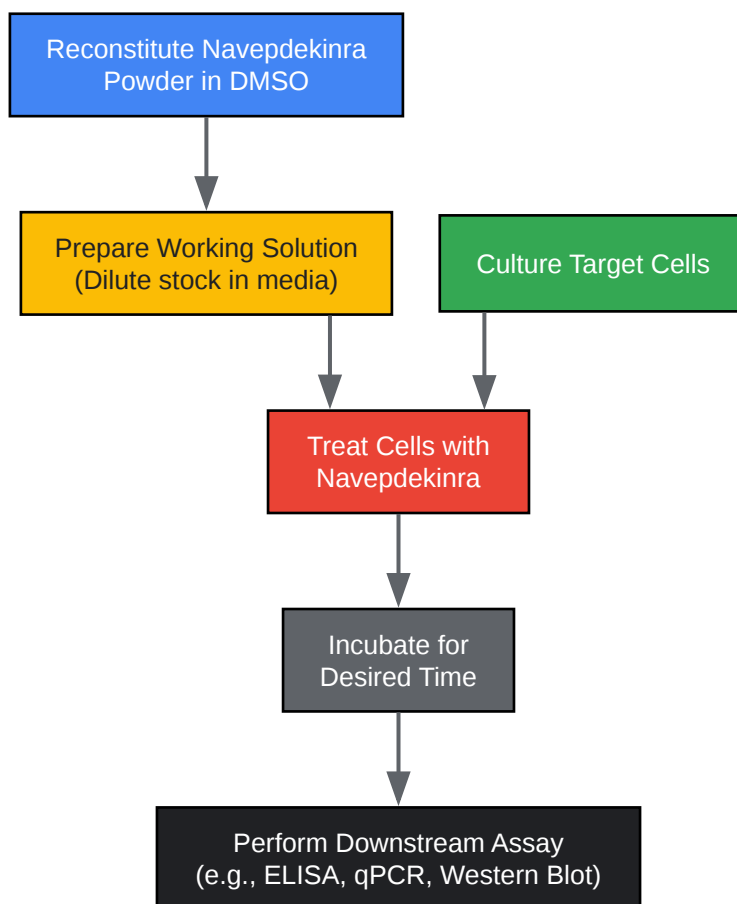 Reconstitute Navepdekinra
Powder in DMSO
Prepare Working Solution
(Dilute stock in media)
Culture Target Cells
Treat Cells with
Navepdekinra
Incubate for
Desired Time
Perform Downstream Assay
(e.g., ELISA, qPCR, Western Blot)